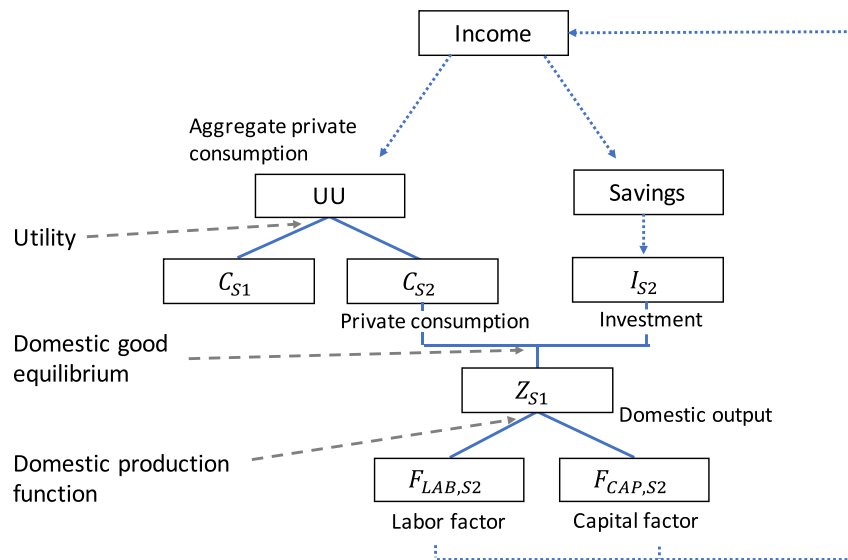 Income
Aggregate private
consumption
UU
Savings
Utility
C_{S1}
C_{S2}
I_{S2}
Private consumption
Investment
Domestic good
equilibrium
Z_{S1}
Domestic output
Domestic production
function
F_{LAB,S2}
F_{CAP,S2}
Labor factor
Capital factor